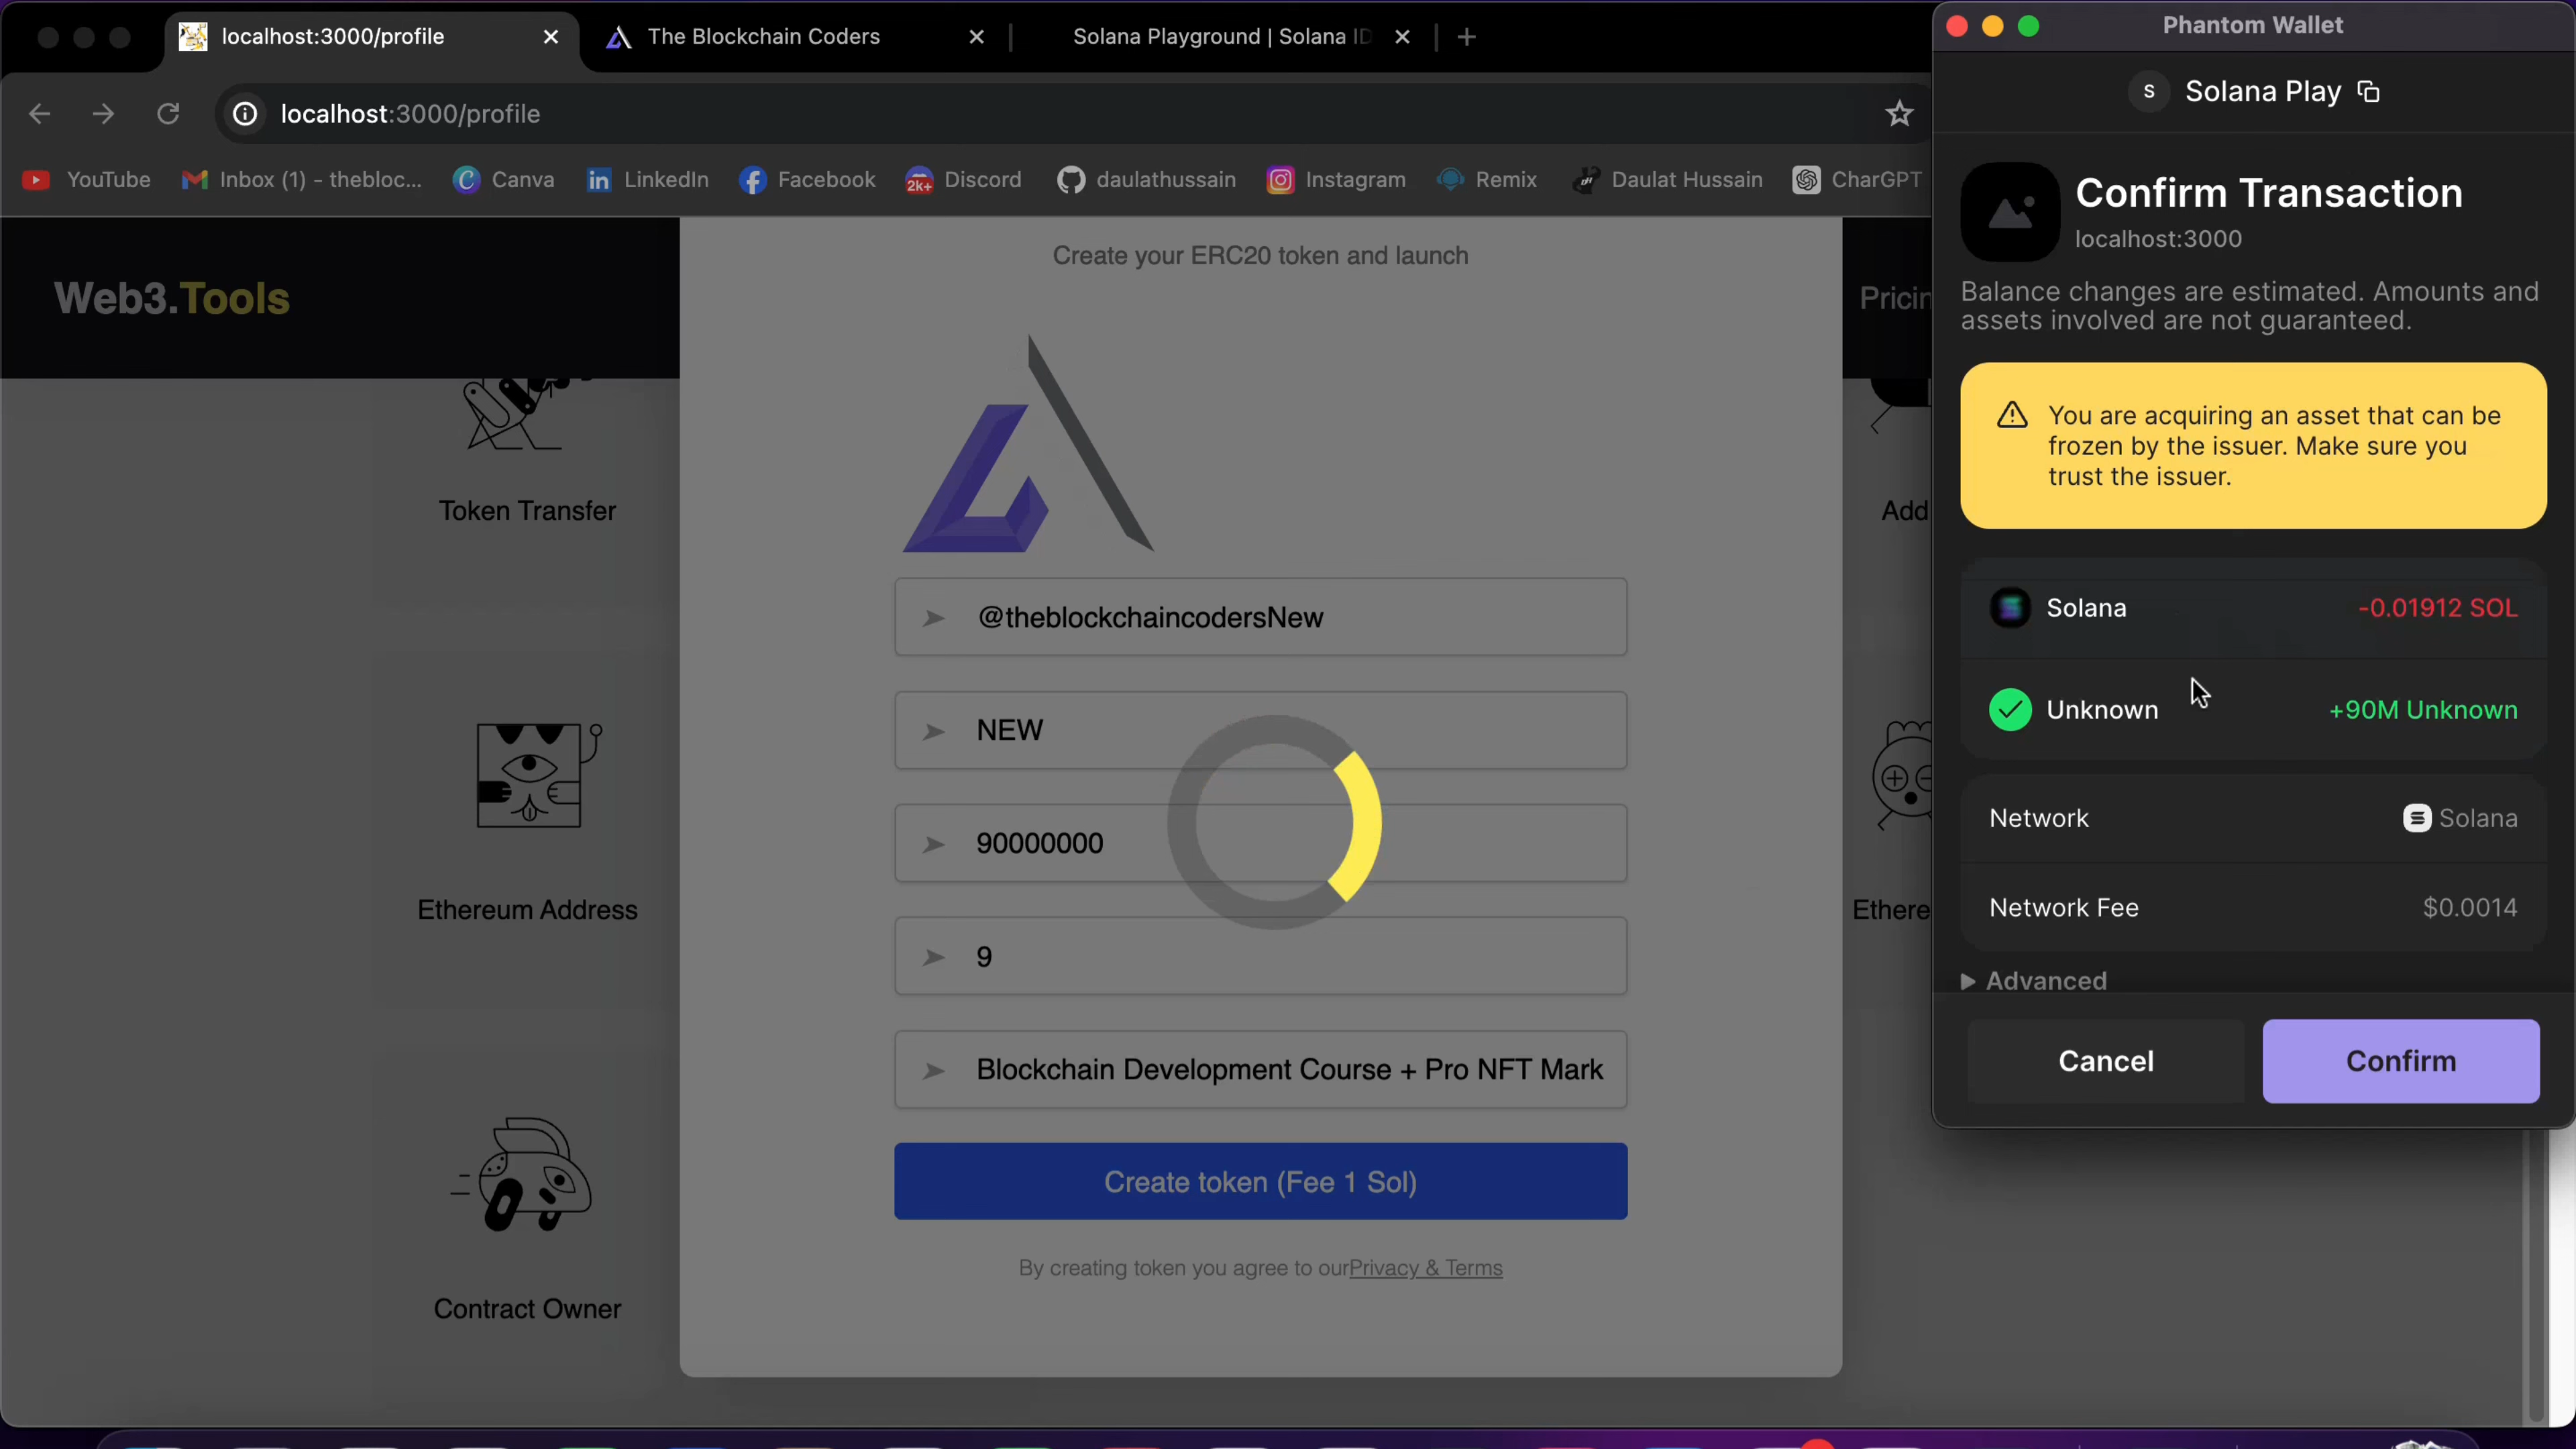 localhost:3000/profile
The Blockchain Coders
Solana Playground | Solana ID
localhost:3000/profile
YouTube
Inbox (1) - thebloc...
Canva
LinkedIn
Facebook
2k+
Discord
daulathussain
Instagram
Remix
Daulat Hussain
CharGPT
Web3.Tools
Pricin
Token Transfer
Ethereum Address
Contract Owner
Create your ERC20 token and launch
@theblockchaincodersNew
NEW
90000000
9
Blockchain Development Course + Pro NFT Mark
Create token (Fee 1 Sol)
By creating token you agree to ourPrivacy & Terms
Add
Ethere
Phantom Wallet
S
Solana Play
Confirm Transaction
localhost:3000
Balance changes are estimated. Amounts and
assets involved are not guaranteed.
You are acquiring an asset that can be
frozen by the issuer. Make sure you
trust the issuer.
Solana -0.01912 SOL
Unknown +90M Unknown
Network Solana
Network Fee $0.0014
Advanced
Cancel
Confirm